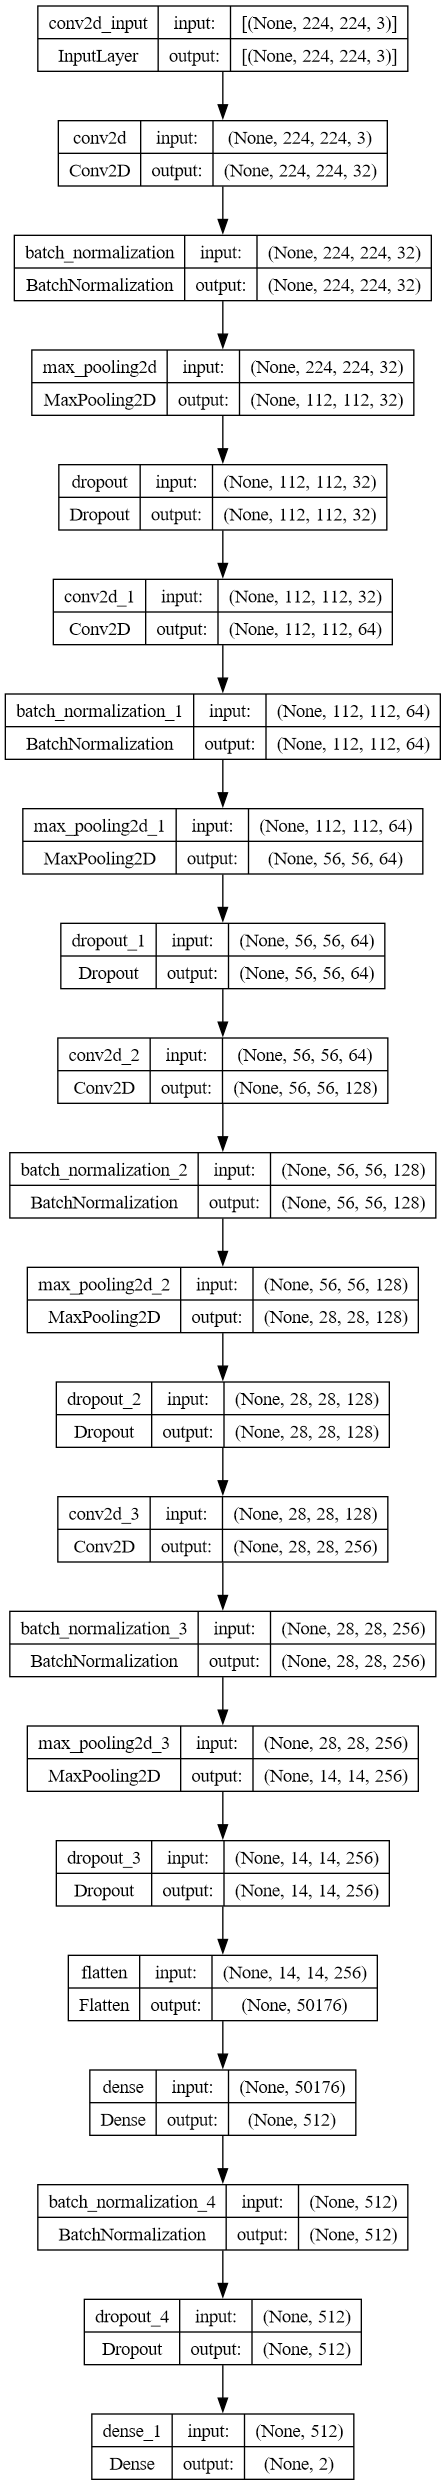 conv2d_input input: [(None, 224, 224, 3)]
InputLayer output: [(None, 224, 224, 3)]
conv2d input: (None, 224, 224, 3)
Conv2D output: (None, 224, 224, 32)
batch_normalization input: (None, 224, 224, 32)
BatchNormalization output: (None, 224, 224, 32)
max_pooling2d input: (None, 224, 224, 32)
MaxPooling2D output: (None, 112, 112, 32)
dropout input: (None, 112, 112, 32)
Dropout output: (None, 112, 112, 32)
conv2d_1 input: (None, 112, 112, 32)
Conv2D output: (None, 112, 112, 64)
batch_normalization_1 input: (None, 112, 112, 64)
BatchNormalization output: (None, 112, 112, 64)
max_pooling2d_1 input: (None, 112, 112, 64)
MaxPooling2D output: (None, 56, 56, 64)
dropout_1 input: (None, 56, 56, 64)
Dropout output: (None, 56, 56, 64)
conv2d_2 input: (None, 56, 56, 64)
Conv2D output: (None, 56, 56, 128)
batch_normalization_2 input: (None, 56, 56, 128)
BatchNormalization output: (None, 56, 56, 128)
max_pooling2d_2 input: (None, 56, 56, 128)
MaxPooling2D output: (None, 28, 28, 128)
dropout_2 input: (None, 28, 28, 128)
Dropout output: (None, 28, 28, 128)
conv2d_3 input: (None, 28, 28, 128)
Conv2D output: (None, 28, 28, 256)
batch_normalization_3 input: (None, 28, 28, 256)
BatchNormalization output: (None, 28, 28, 256)
max_pooling2d_3 input: (None, 28, 28, 256)
MaxPooling2D output: (None, 14, 14, 256)
dropout_3 input: (None, 14, 14, 256)
Dropout output: (None, 14, 14, 256)
flatten input: (None, 14, 14, 256)
Flatten output: (None, 50176)
dense input: (None, 50176)
Dense output: (None, 512)
batch_normalization_4 input: (None, 512)
BatchNormalization output: (None, 512)
dropout_4 input: (None, 512)
Dropout output: (None, 512)
dense_1 input: (None, 512)
Dense output: (None, 2)